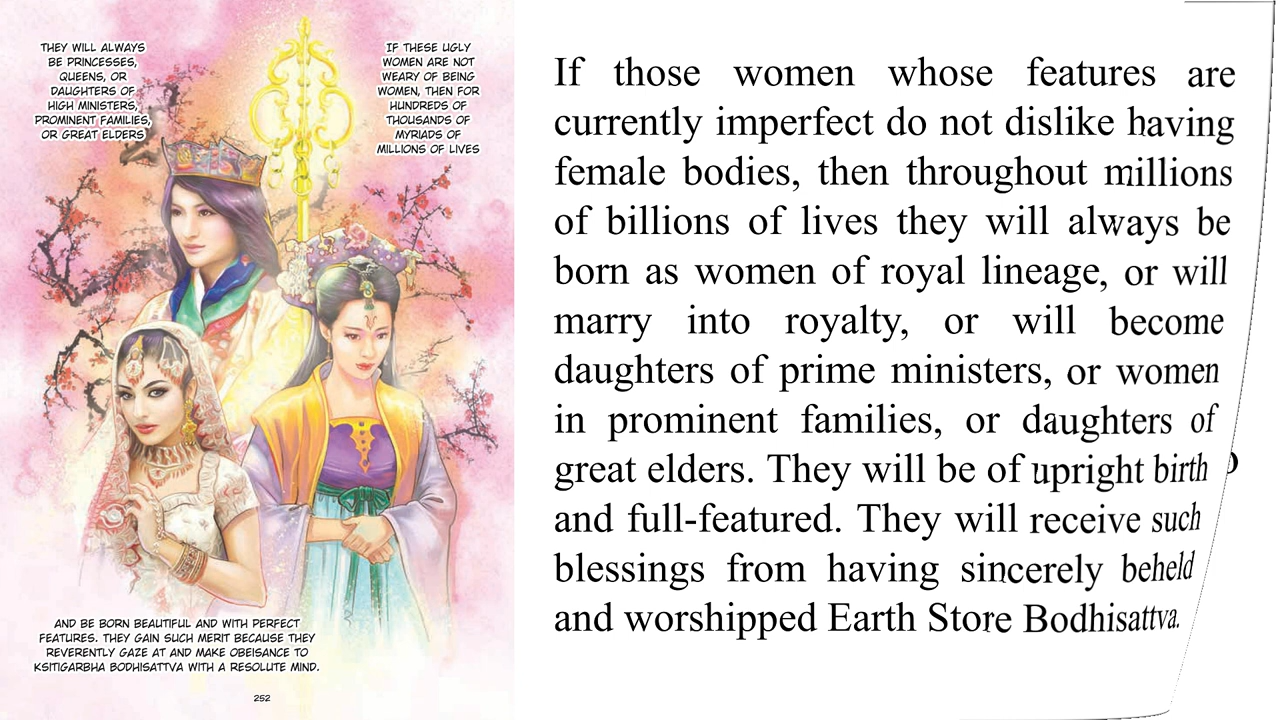 THEY WILL ALWAYS
BE PRINCESSES,
QUEENS, OR
DAUGHTERS OF
HIGH MINISTERS,
PROMINENT FAMILIES,
OR GREAT ELDERS
IF THESE UGLY
WOMEN ARE NOT
WEARY OF BEING
WOMEN, THEN FOR
HUNDREDS OF
THOUSANDS OF
MYRIADS OF
MILLIONS OF LIVES
AND BE BORN BEAUTIFUL AND WITH PERFECT
FEATURES. THEY GAIN SUCH MERIT BECAUSE THEY
REVERENTLY GAZE AT AND MAKE OBEISANCE TO
KSITIGARBHA BODHISATTVA WITH A RESOLUTE MIND.
252
If those women whose features are
currently imperfect do not dislike having
female bodies, then throughout millions
of billions of lives they will always be
born as women of royal lineage, or will
marry into royalty, or will become
daughters of prime ministers, or women
in prominent families, or daughters of
great elders. They will be of upright birth
and full-featured. They will receive such
blessings from having sincerely beheld
and worshipped Earth Store Bodhisattva.